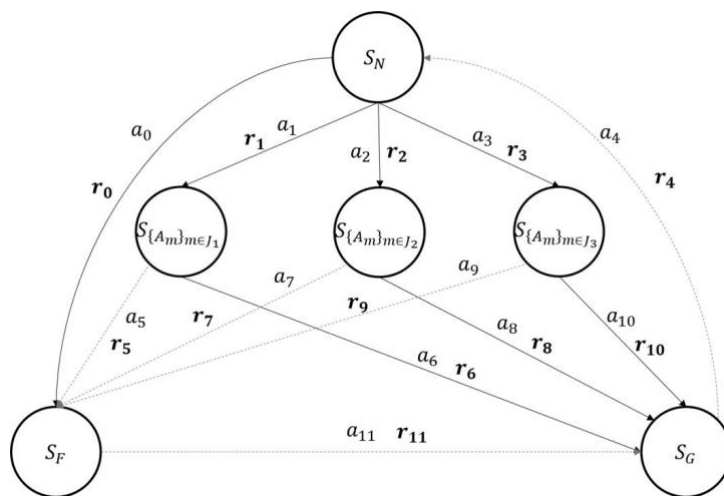 S_N
a_0
r_0
r_1 a_1
a_2 r_2
a_3 r_3
a_4
r_4
S_{\{A_m\}m∈J_1}
S_{\{A_m\}m∈J_2}
S_{\{A_m\}m∈J_3}
a_5
r_5
a_7
r_7
a_9
r_9
a_6 r_6
a_8
r_8
a_10
r_10
S_F
a_11 r_11
S_G